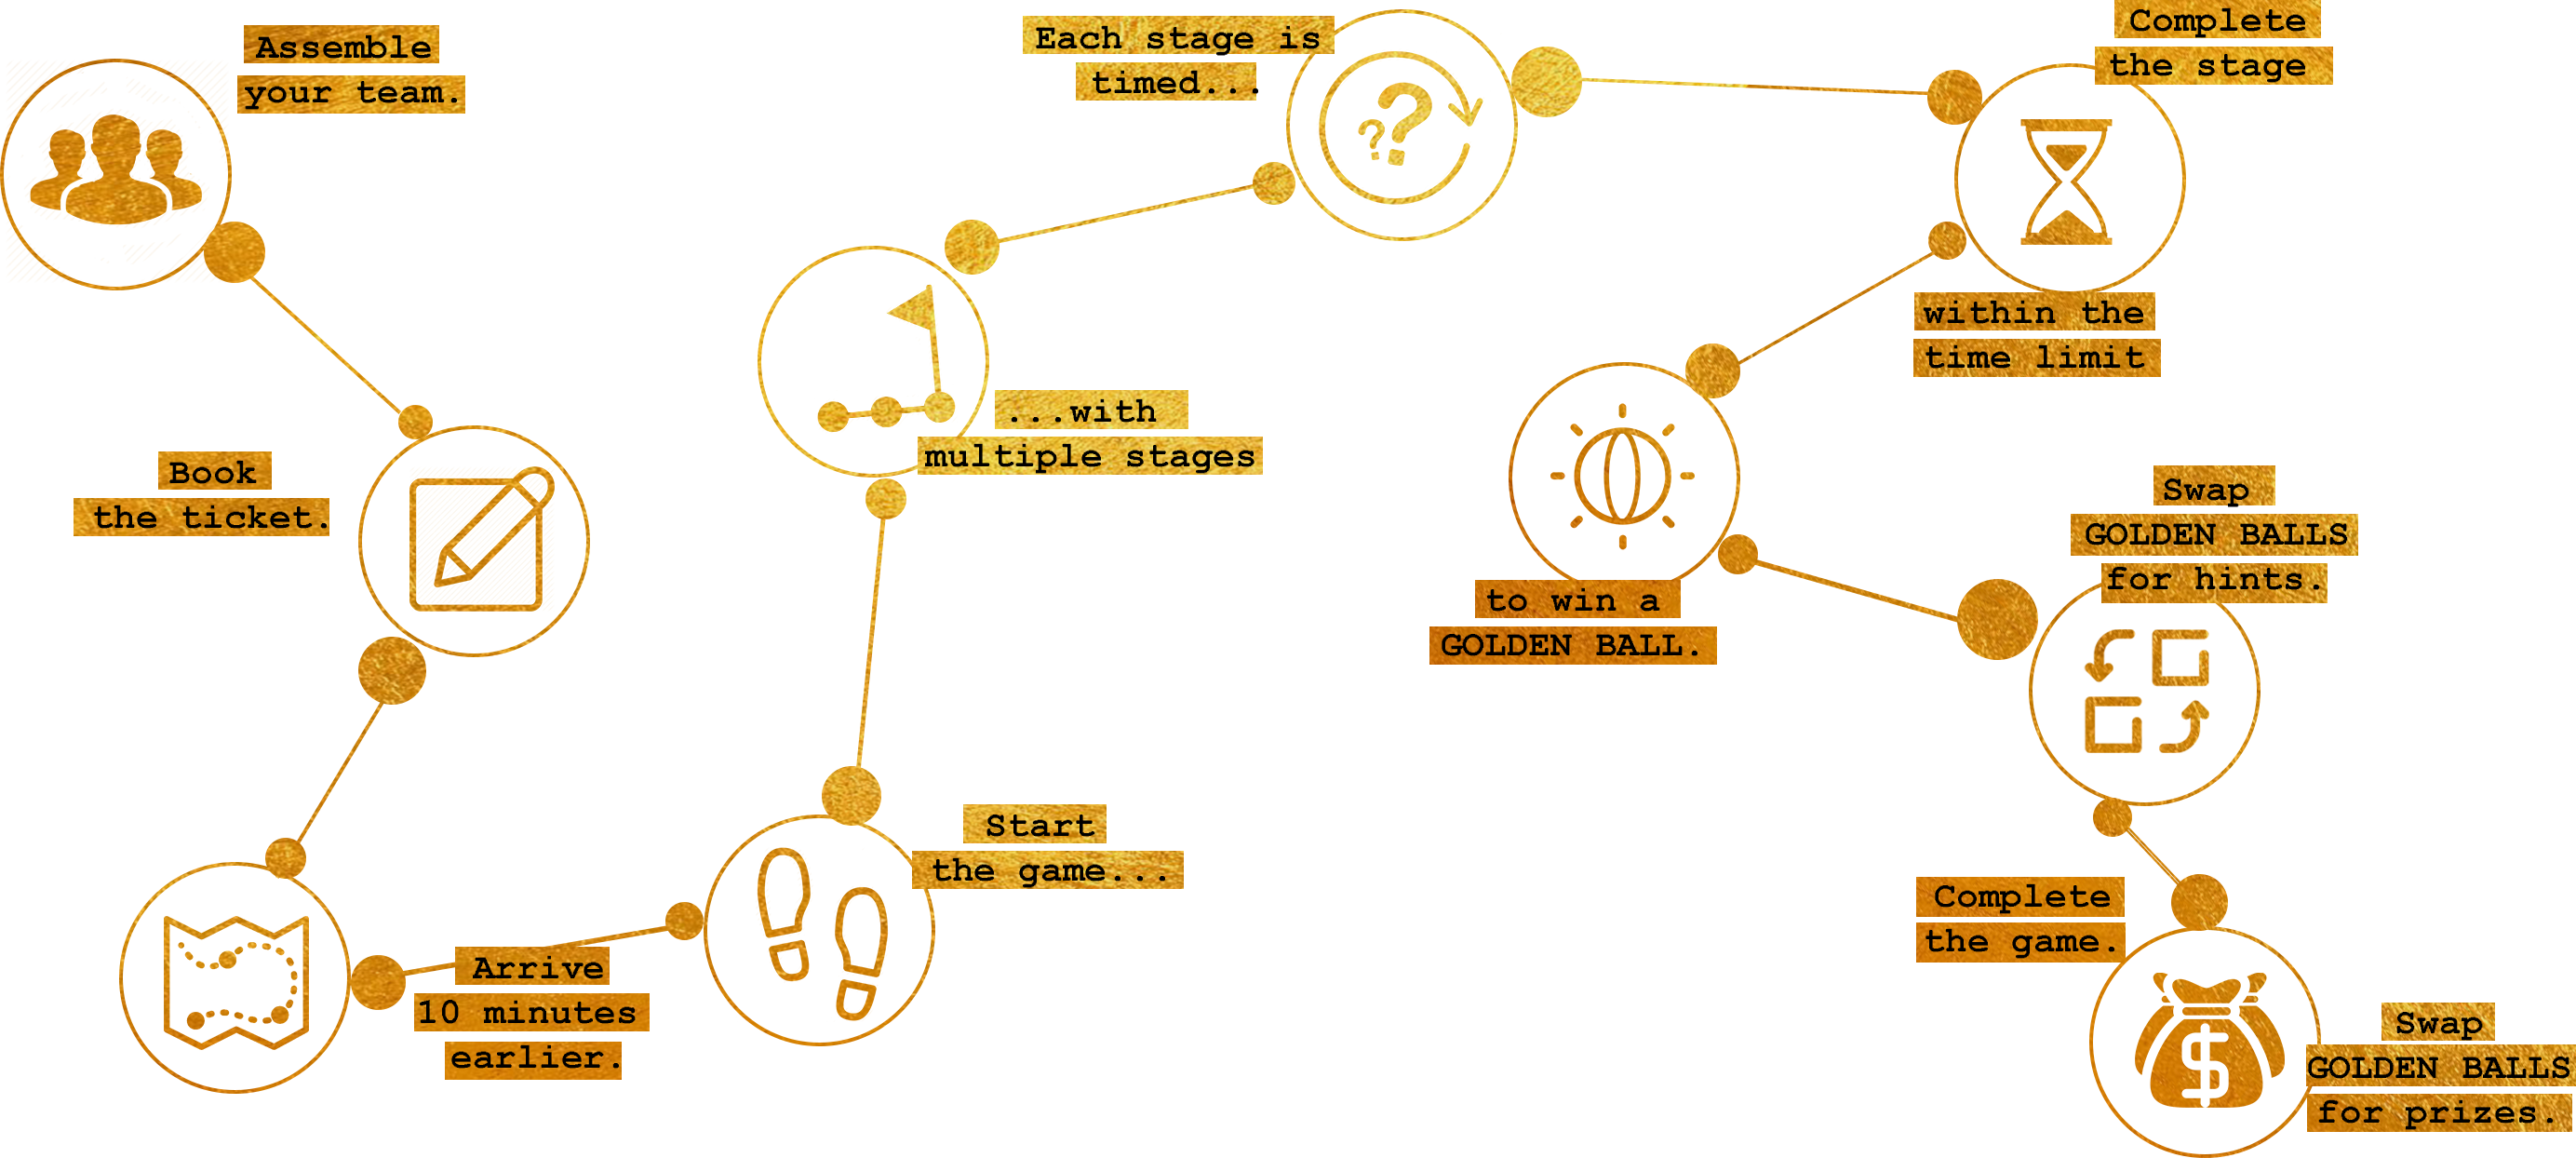 Assemble
your team.
Book
the ticket.
Arrive
10 minutes
earlier.
Start
the game...
...with
multiple stages
Each stage is
timed...
Complete
the stage
within the
time limit
to win a
GOLDEN BALL.
Swap
GOLDEN BALLS
for hints.
Complete
the game.
Swap
GOLDEN BALLS
for prizes.